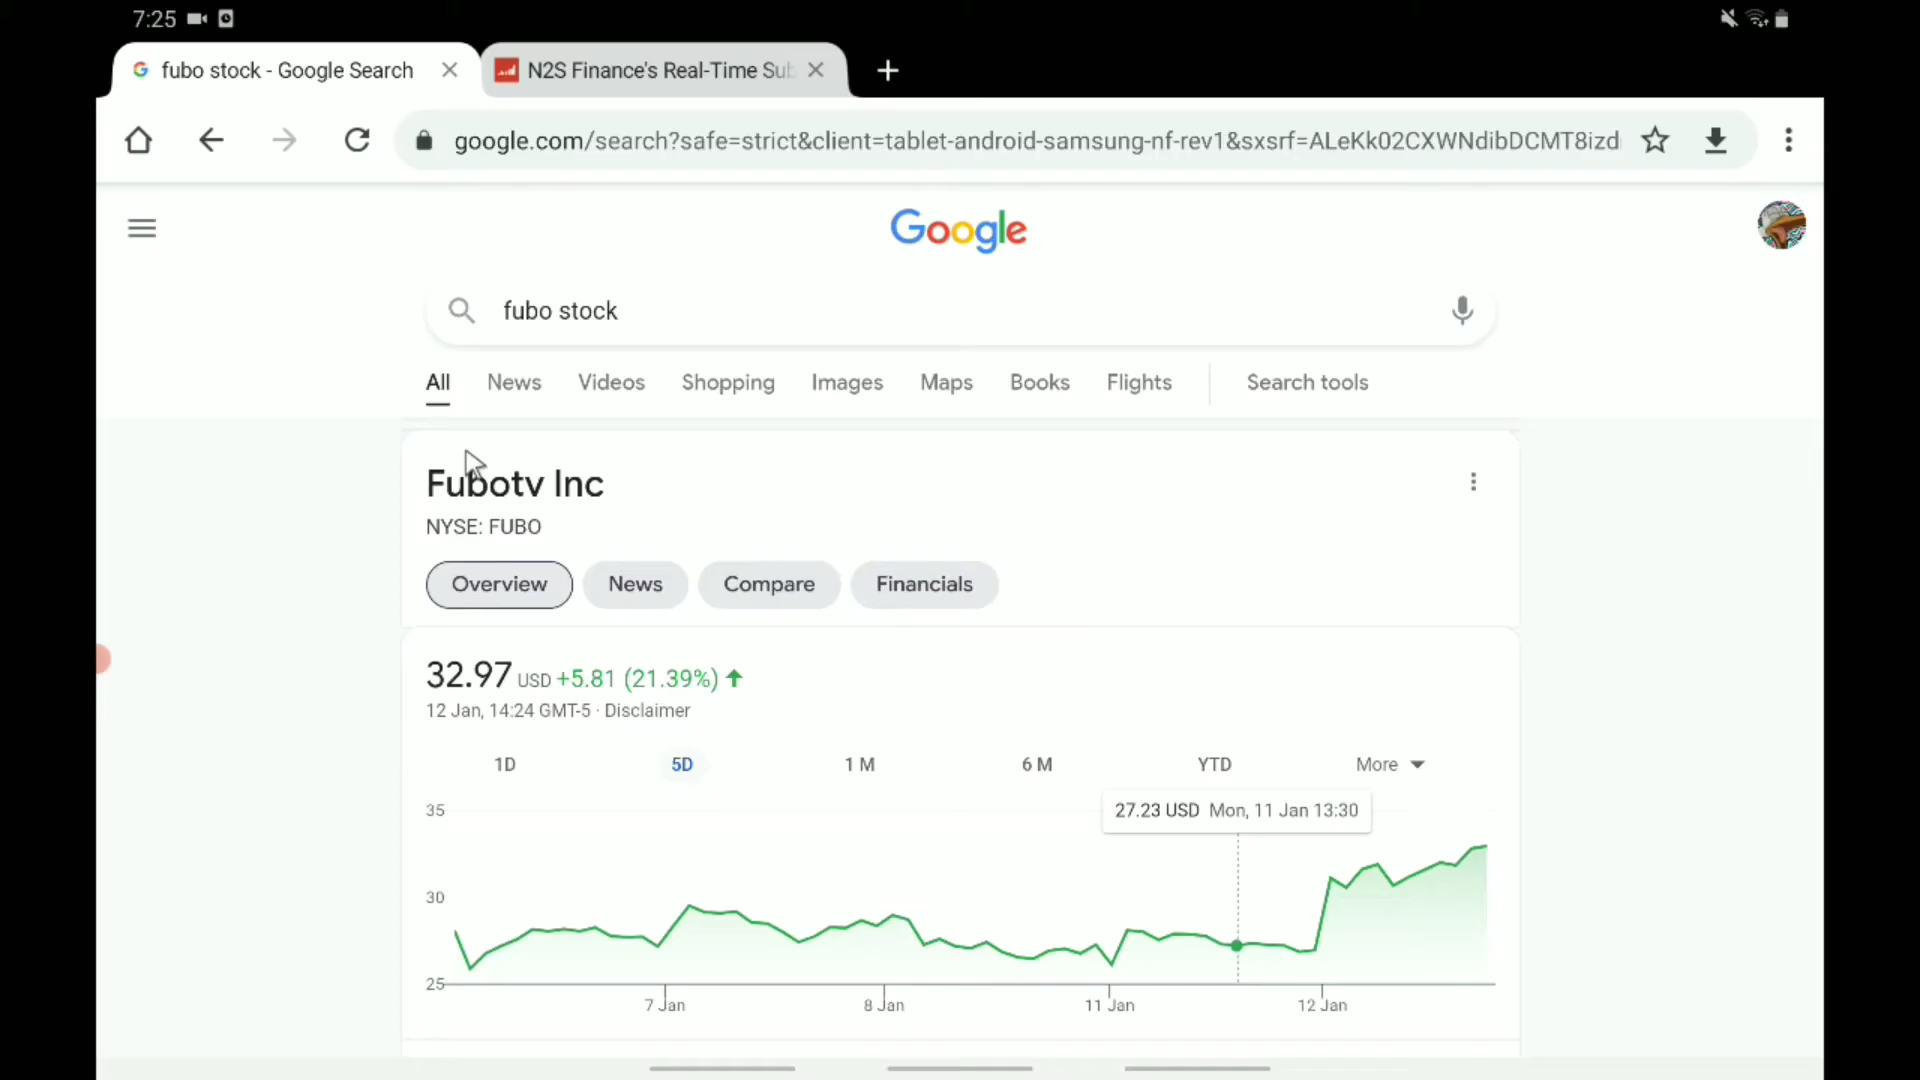 7:25
fubo stock - Google Search
N2S Finance's Real-Time Sub
google.com/search?safe=strict&client=tablet-android-samsung-nf-rev1&sxsrf=ALeKk02CXWNdibDCMT8izd
Google
fubo stock
All News Videos Shopping Images Maps Books Flights Search tools
Fubotv Inc
NYSE: FUBO
Overview News Compare Financials
32.97 USD +5.81 (21.39%)
12 Jan, 14:24 GMT-5 · Disclaimer
1D 5D 1 M 6 M YTD More
35
27.23 USD Mon, 11 Jan 13:30
30
25
7 Jan 8 Jan 11 Jan 12 Jan